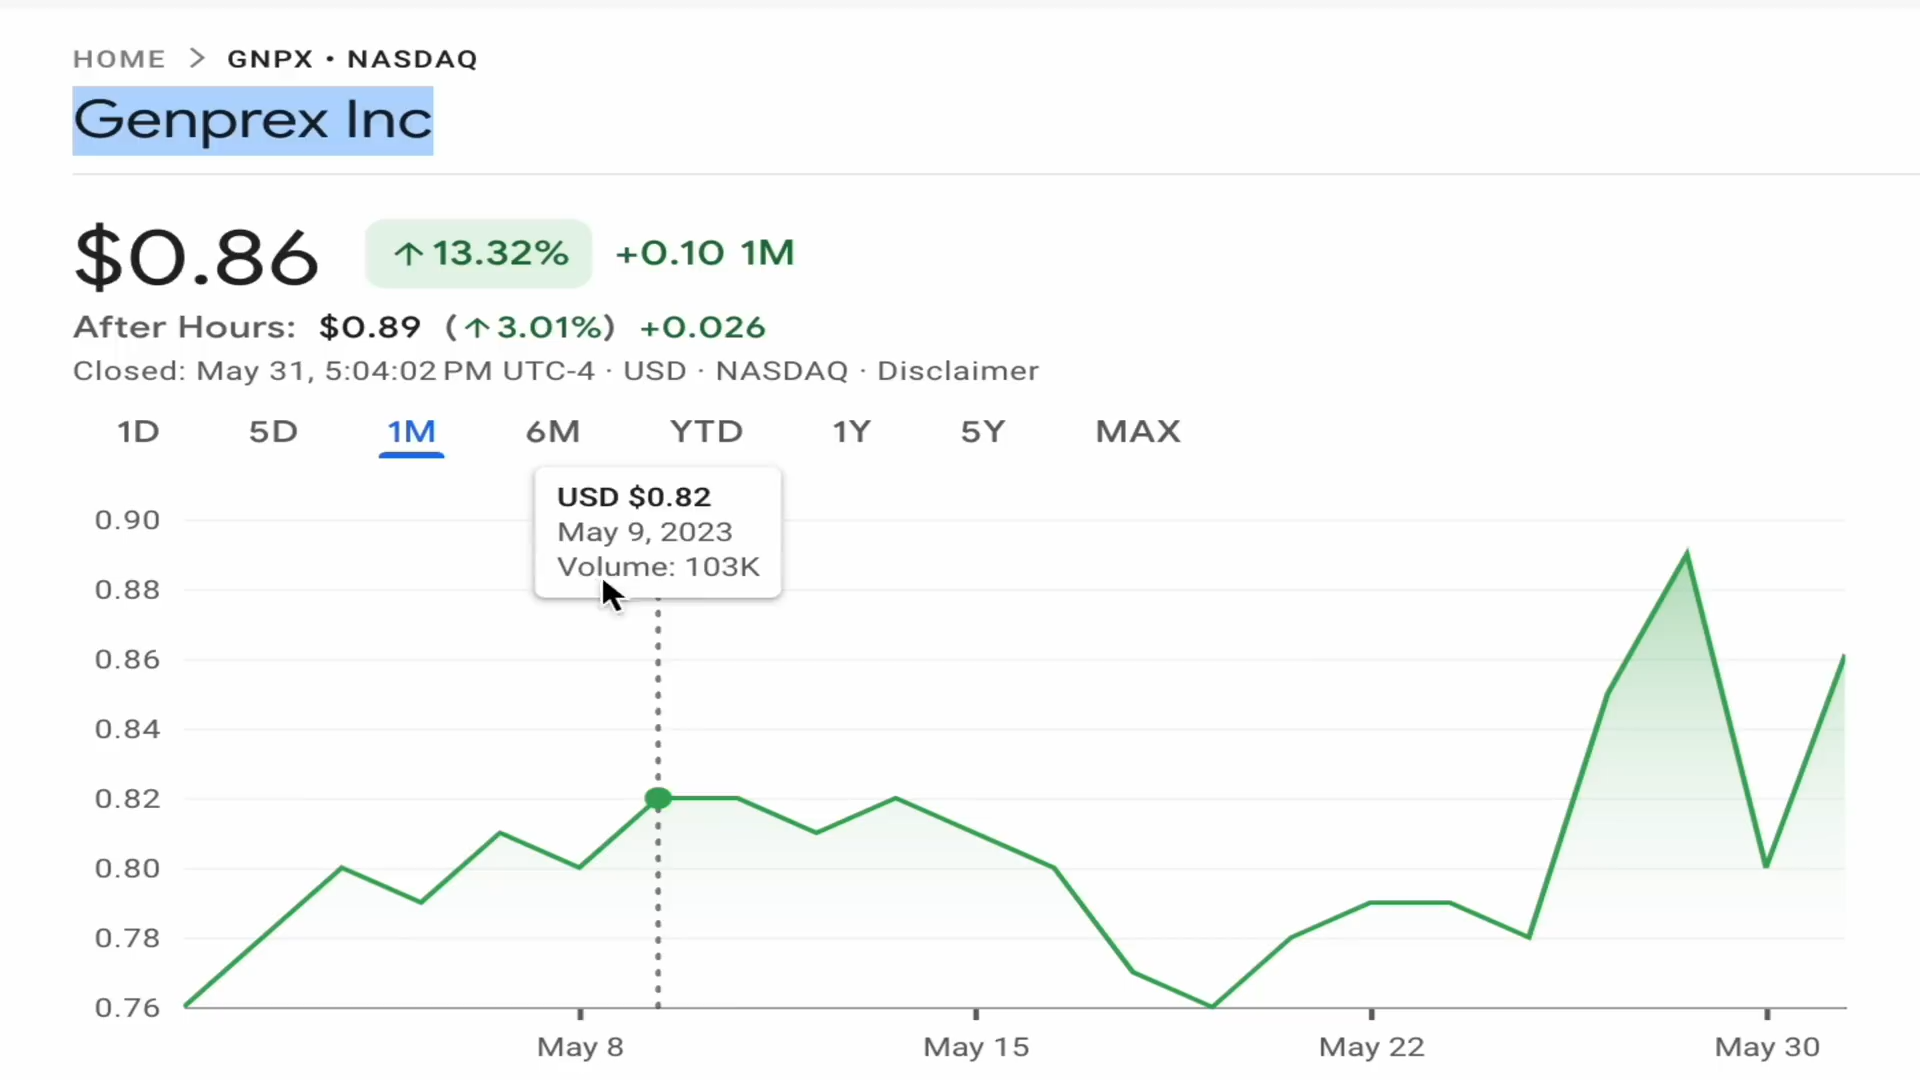 HOME > GNPX • NASDAQ
Genprex Inc
$0.86 ↑ 13.32% +0.10 1M
After Hours: $0.89 (↑ 3.01%) +0.026
Closed: May 31, 5:04:02 PM UTC-4 · USD · NASDAQ · Disclaimer
1D 5D 1M 6M YTD 1Y 5Y MAX
USD $0.82
May 9, 2023
Volume: 103K
0.90
0.88
0.86
0.84
0.82
0.80
0.78
0.76
May 8 May 15 May 22 May 30